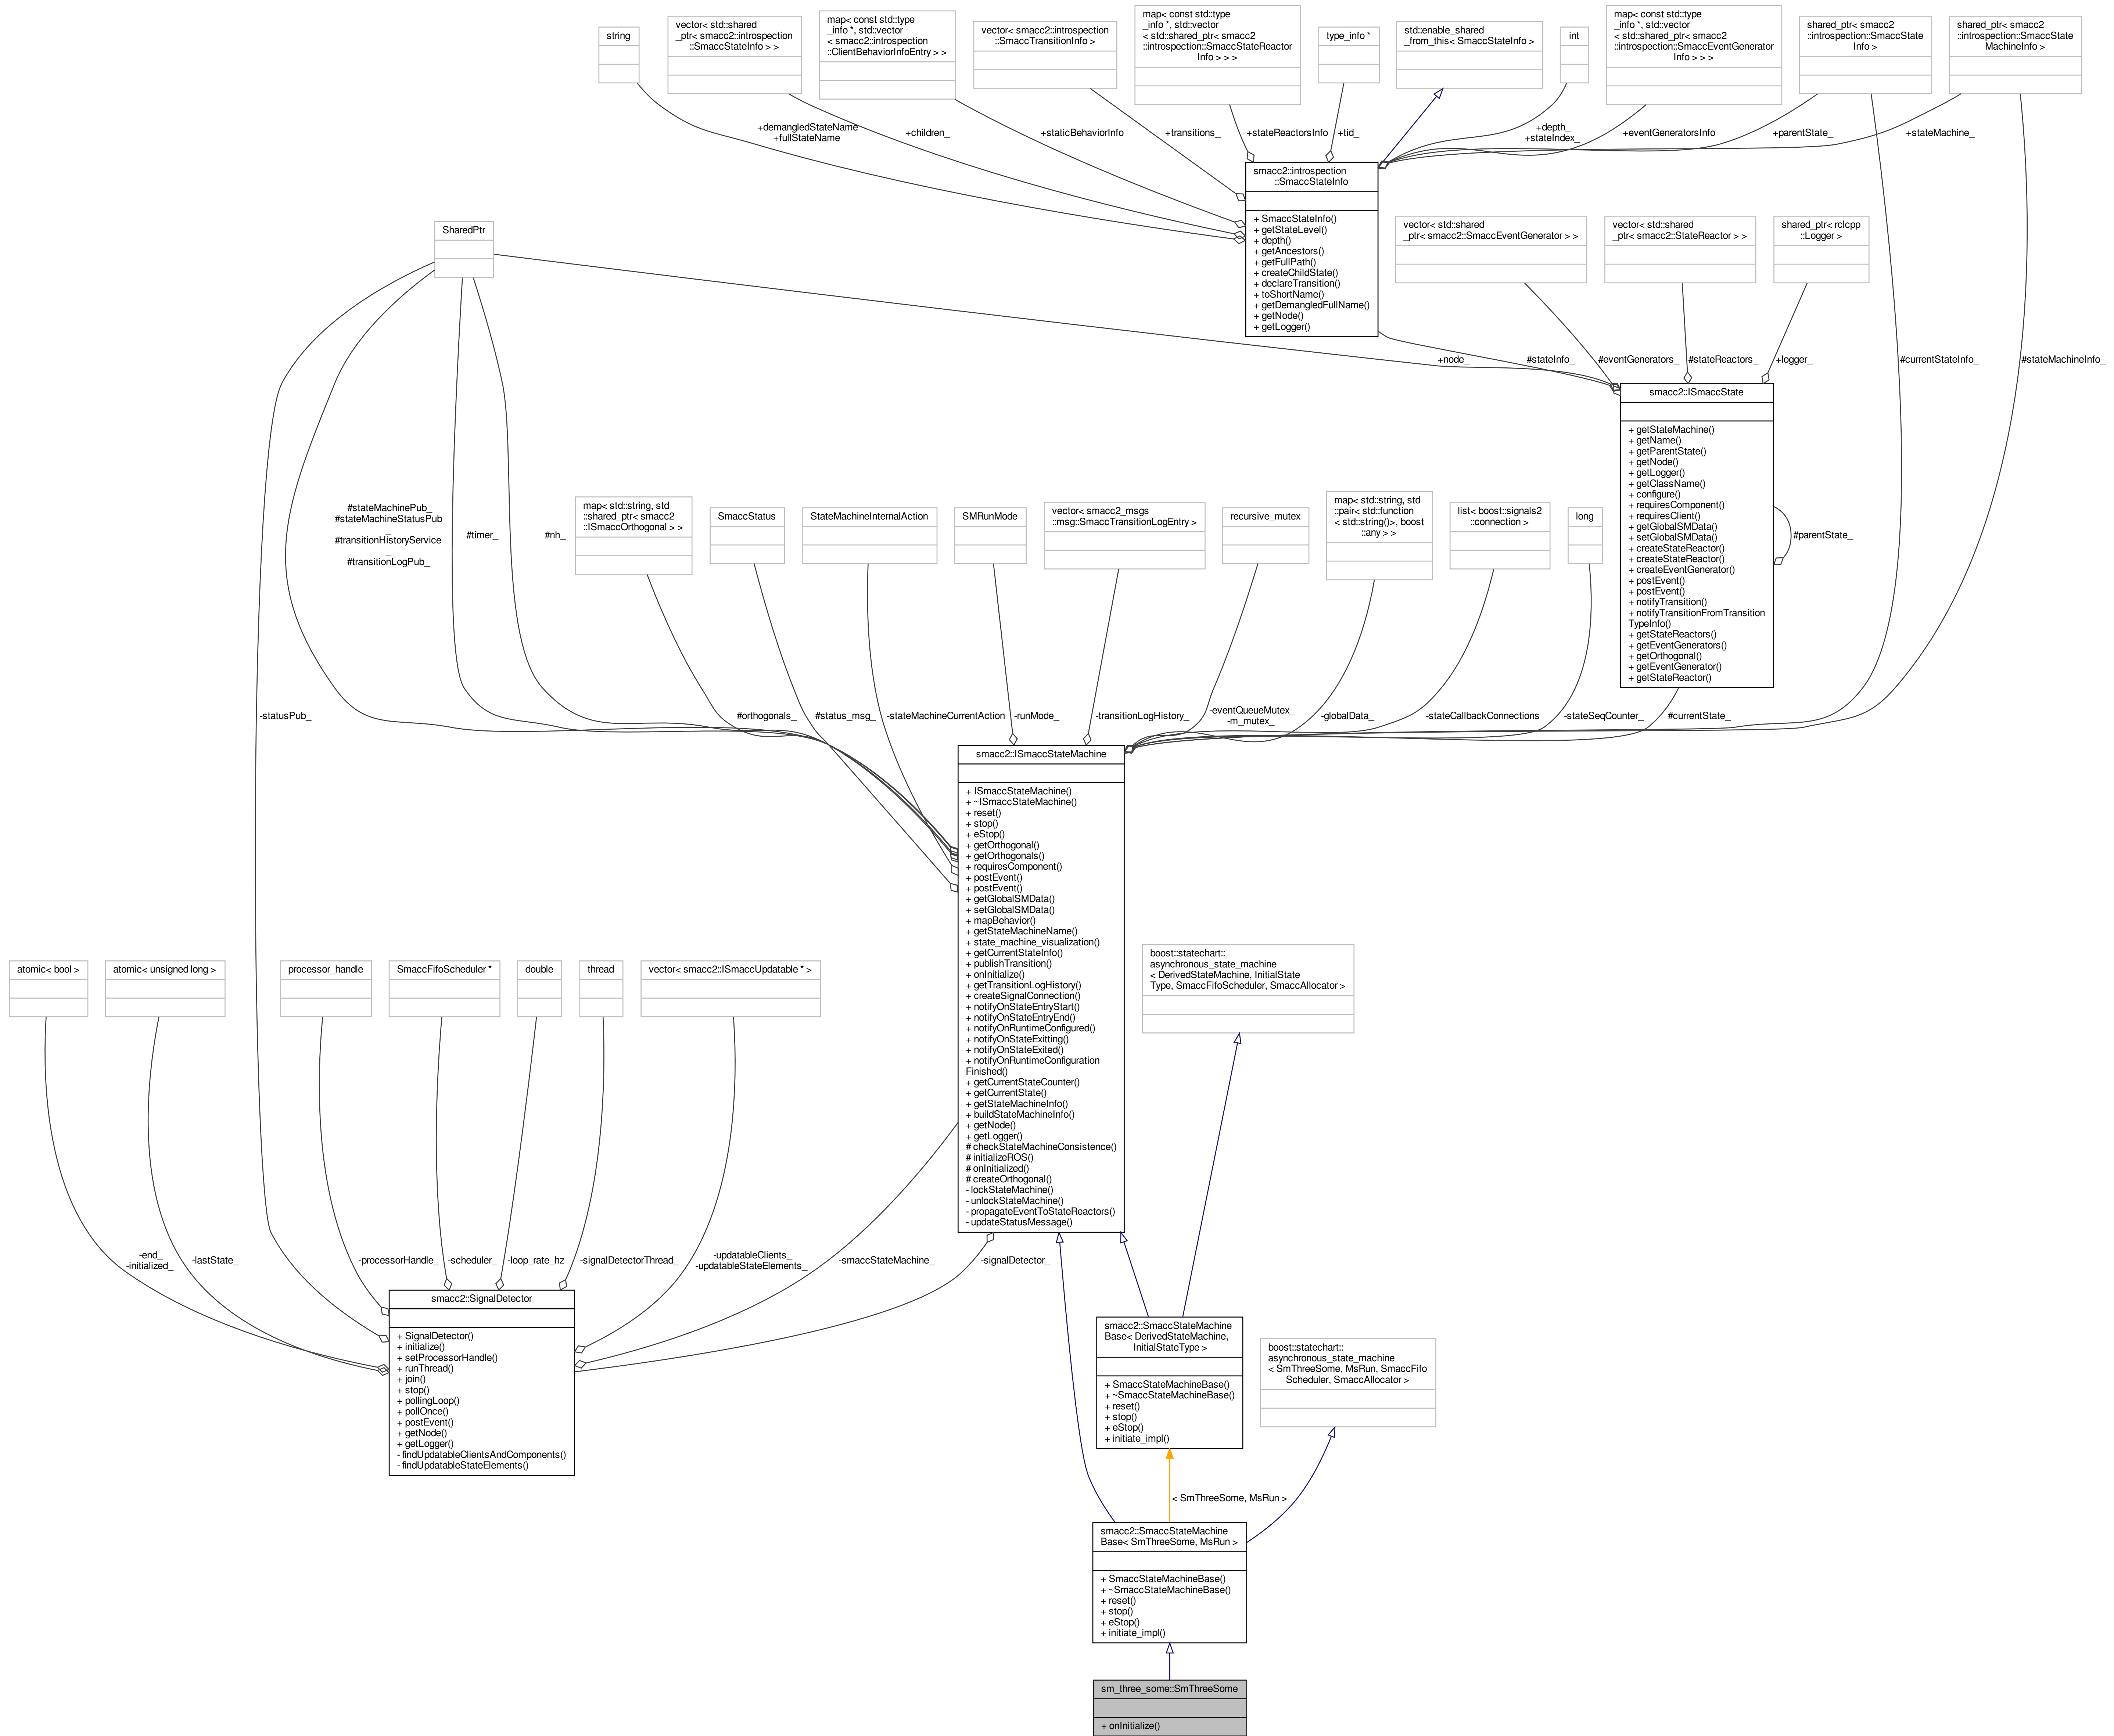 string
vector< std::shared
_ptr< smacc2::introspection
::SmaccStateInfo > >
map< const std::type
_info *, std::vector
< smacc2::introspection
::ClientBehaviorInfoEntry > >
vector< smacc2::introspection
::SmaccTransitionInfo >
map< const std::type
_info *, std::vector
< std::shared_ptr< smacc2
::introspection::SmaccStateReactor
Info > > >
type_info *
std::enable_shared
_from_this< SmaccStateInfo >
int
map< const std::type
_info *, std::vector
< std::shared_ptr< smacc2
::introspection::SmaccEventGenerator
Info > > >
shared_ptr< smacc2
::introspection::SmaccState
Info >
shared_ptr< smacc2
::introspection::SmaccState
MachineInfo >
+demangledStateName
+fullStateName
+children_
+staticBehaviorInfo
+transitions_
+stateReactorsInfo
+tid_
+depth_
+stateIndex_
+eventGeneratorsInfo
+parentState_
+stateMachine_
smacc2::introspection
::SmaccStateInfo
+ SmaccStateInfo()
+ getStateLevel()
+ depth()
+ getAncestors()
+ getFullPath()
+ createChildState()
+ declareTransition()
+ toShortName()
+ getDemangledFullName()
+ getNode()
+ getLogger()
SharedPtr
vector< std::shared
_ptr< smacc2::SmaccEventGenerator > >
vector< std::shared
_ptr< smacc2::StateReactor > >
shared_ptr< rclcpp
::Logger >
+node_
#stateInfo_
#eventGenerators_
#stateReactors_
+logger_
#currentStateInfo_
#stateMachineInfo_
smacc2::ISmaccState
+ getStateMachine()
+ getName()
+ getParentState()
+ getNode()
+ getLogger()
+ getClassName()
+ configure()
+ requiresComponent()
+ requiresClient()
+ getGlobalSMData()
+ setGlobalSMData()
+ createStateReactor()
+ createStateReactor()
+ createEventGenerator()
+ postEvent()
+ postEvent()
+ notifyTransition()
+ notifyTransitionFromTransition
TypeInfo()
+ getStateReactors()
+ getEventGenerators()
+ getOrthogonal()
+ getEventGenerator()
+ getStateReactor()
#parentState_
#stateMachinePub_
#stateMachineStatusPub
_
#transitionHistoryService
_
#transitionLogPub_
#timer_
#nh_
map< std::string, std
::shared_ptr< smacc2
::ISmaccOrthogonal > >
SmaccStatus
StateMachineInternalAction
SMRunMode
vector< smacc2_msgs
::msg::SmaccTransitionLogEntry >
recursive_mutex
map< std::string, std
::pair< std::function
< std::string()>, boost
::any > >
list< boost::signals2
::connection >
long
-statusPub_
#orthogonals_
#status_msg_
-stateMachineCurrentAction
-runMode_
-transitionLogHistory_
-eventQueueMutex_
-m_mutex_
-globalData_
-stateCallbackConnections
-stateSeqCounter_
#currentState_
smacc2::ISmaccStateMachine
+ ISmaccStateMachine()
+ ~ISmaccStateMachine()
+ reset()
+ stop()
+ eStop()
+ getOrthogonal()
+ getOrthogonals()
+ requiresComponent()
+ postEvent()
+ postEvent()
+ getGlobalSMData()
+ setGlobalSMData()
+ mapBehavior()
+ getStateMachineName()
+ state_machine_visualization()
+ getCurrentStateInfo()
+ publishTransition()
+ onInitialize()
+ getTransitionLogHistory()
+ createSignalConnection()
+ notifyOnStateEntryStart()
+ notifyOnStateEntryEnd()
+ notifyOnRuntimeConfigured()
+ notifyOnStateExitting()
+ notifyOnStateExited()
+ notifyOnRuntimeConfiguration
Finished()
+ getCurrentStateCounter()
+ getCurrentState()
+ getStateMachineInfo()
+ buildStateMachineInfo()
+ getNode()
+ getLogger()
# checkStateMachineConsistence()
# initializeROS()
# onInitialized()
# createOrthogonal()
- lockStateMachine()
- unlockStateMachine()
- propagateEventToStateReactors()
- updateStatusMessage()
atomic< bool >
atomic< unsigned long >
processor_handle
SmaccFifoScheduler *
double
thread
vector< smacc2::ISmaccUpdatable * >
boost::statechart::
asynchronous_state_machine
< DerivedStateMachine, InitialState
Type, SmaccFifoScheduler, SmaccAllocator >
-end_
-initialized_
-lastState_
-processorHandle_
-scheduler_
-loop_rate_hz
-signalDetectorThread_
-updatableClients_
-updatableStateElements_
-smaccStateMachine_
-signalDetector_
smacc2::SignalDetector
+ SignalDetector()
+ initialize()
+ setProcessorHandle()
+ runThread()
+ join()
+ stop()
+ pollingLoop()
+ pollOnce()
+ postEvent()
+ getNode()
+ getLogger()
- findUpdatableClientsAndComponents()
- findUpdatableStateElements()
smacc2::SmaccStateMachine
Base< DerivedStateMachine,
InitialStateType >
+ SmaccStateMachineBase()
+ ~SmaccStateMachineBase()
+ reset()
+ stop()
+ eStop()
+ initiate_impl()
boost::statechart::
asynchronous_state_machine
< SmThreeSome, MsRun, SmaccFifo
Scheduler, SmaccAllocator >
< SmThreeSome, MsRun >
smacc2::SmaccStateMachine
Base< SmThreeSome, MsRun >
+ SmaccStateMachineBase()
+ ~SmaccStateMachineBase()
+ reset()
+ stop()
+ eStop()
+ initiate_impl()
sm_three_some::SmThreeSome
+ onInitialize()